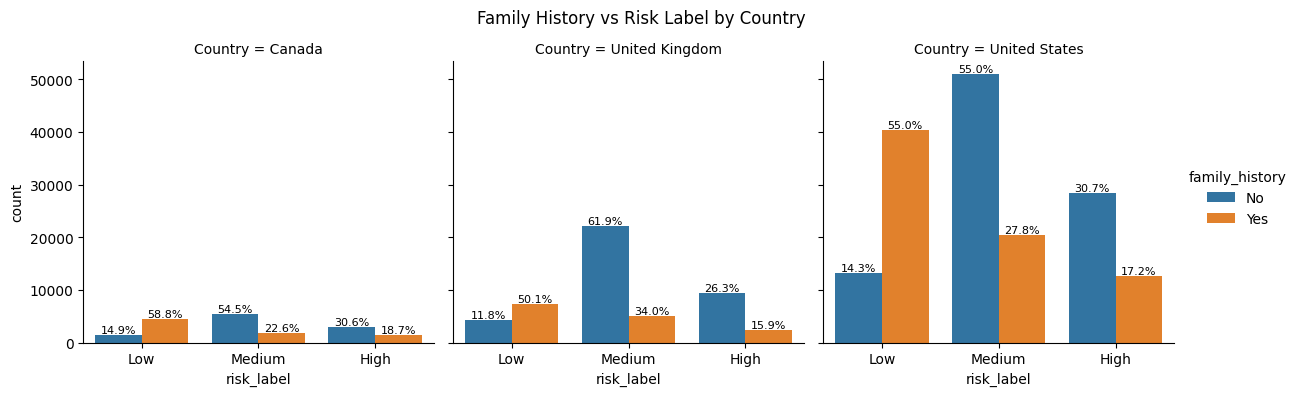 Family History vs Risk Label by Country
Country = Canada
Country = United Kingdom
Country = United States
count
50000
40000
30000
20000
10000
0
14.9%
58.8%
54.5%
22.6%
30.6%
18.7%
11.8%
50.1%
61.9%
34.0%
26.3%
15.9%
14.3%
55.0%
55.0%
27.8%
30.7%
17.2%
Low
Medium
High
Low
Medium
High
Low
Medium
High
risk_label
risk_label
risk_label
family_history
No
Yes